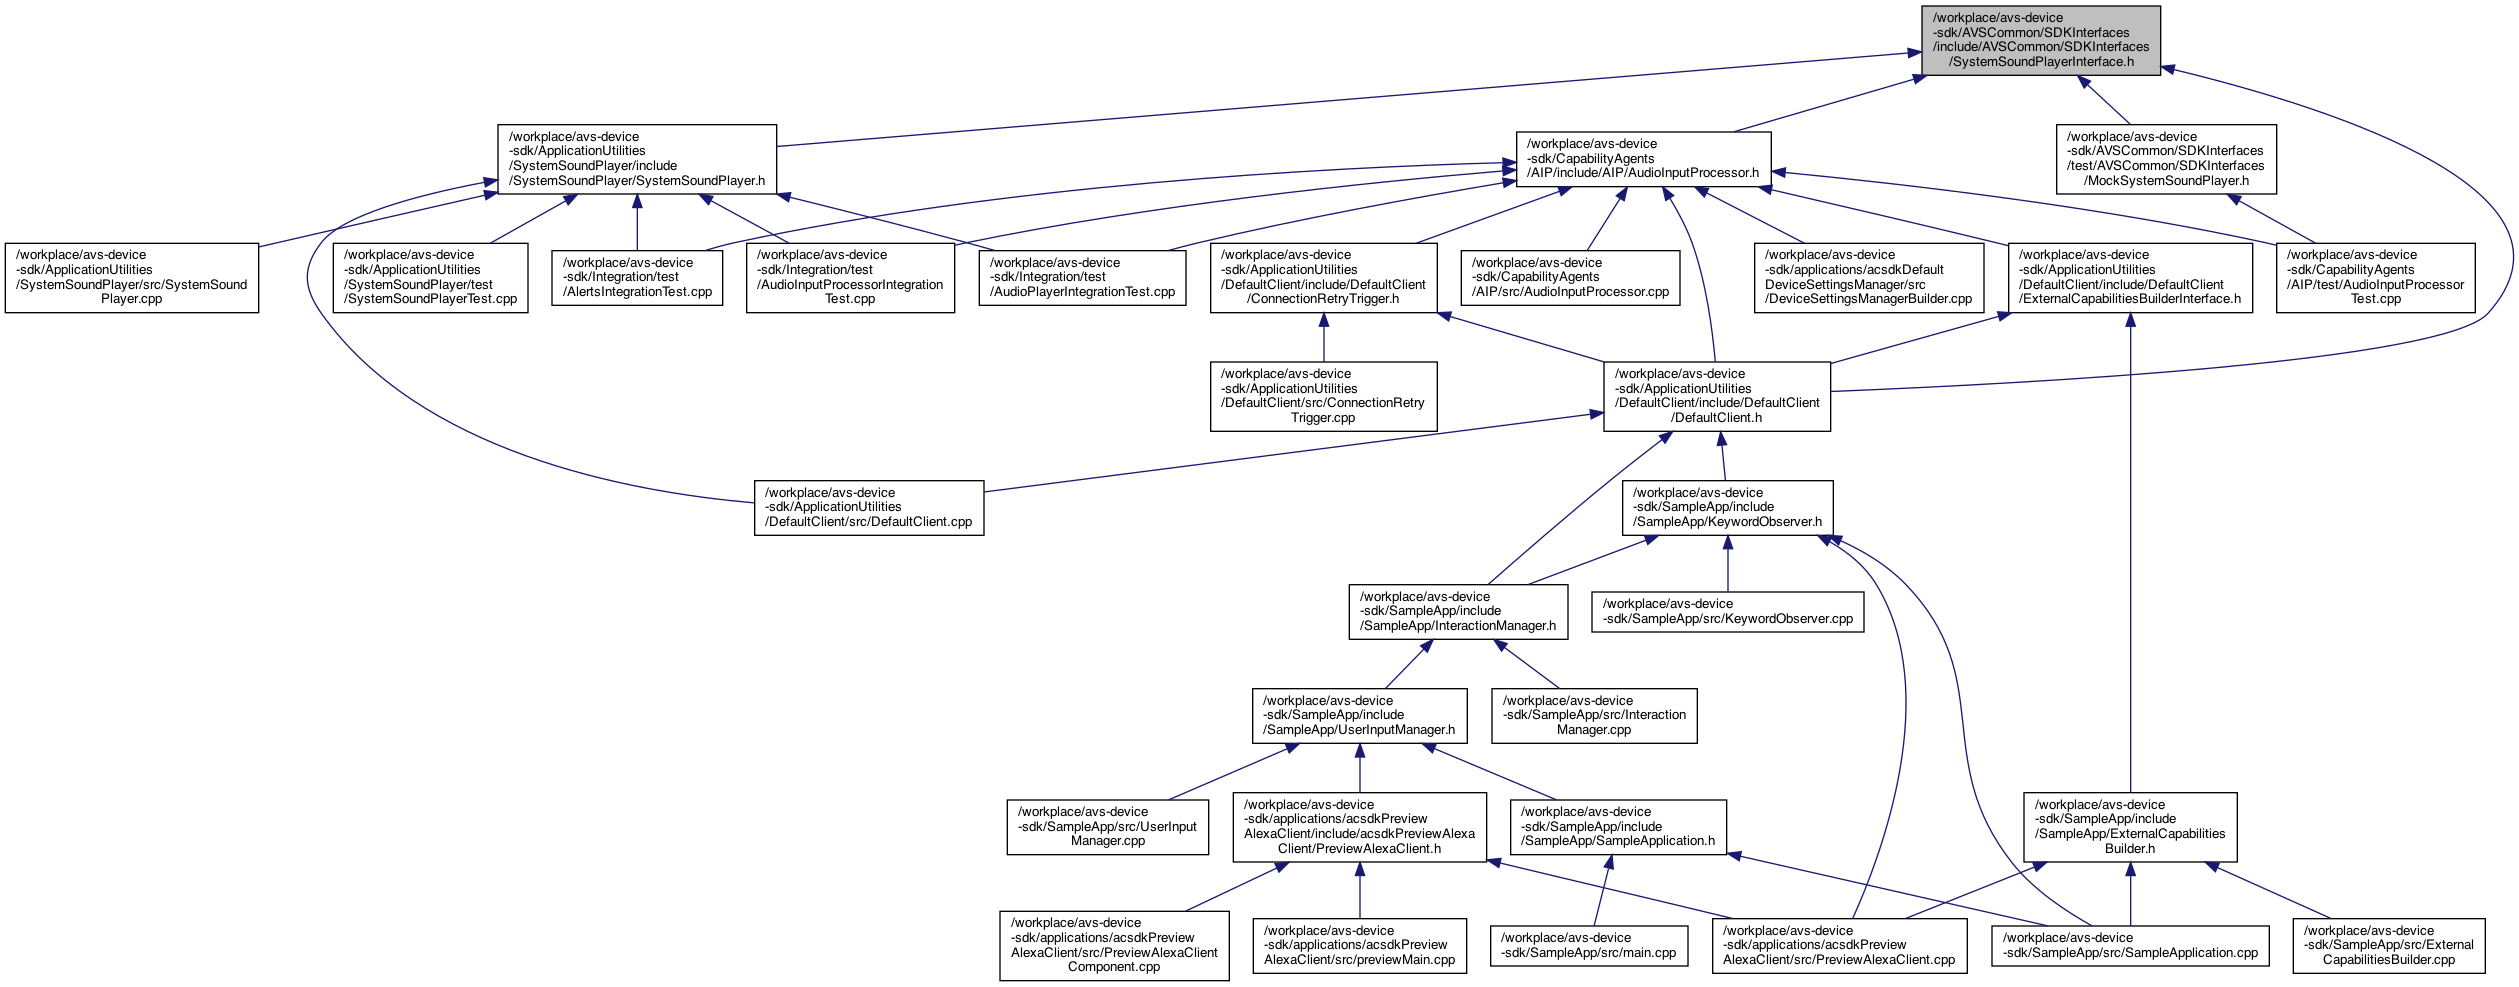 /workplace/avs-device
-sdk/AVSCommon/SDKInterfaces
/include/AVSCommon/SDKInterfaces
/SystemSoundPlayerInterface.h
/workplace/avs-device
-sdk/ApplicationUtilities
/SystemSoundPlayer/include
/SystemSoundPlayer/SystemSoundPlayer.h
/workplace/avs-device
-sdk/CapabilityAgents
/AIP/include/AIP/AudioInputProcessor.h
/workplace/avs-device
-sdk/AVSCommon/SDKInterfaces
/test/AVSCommon/SDKInterfaces
/MockSystemSoundPlayer.h
/workplace/avs-device
-sdk/ApplicationUtilities
/SystemSoundPlayer/src/SystemSound
Player.cpp
/workplace/avs-device
-sdk/ApplicationUtilities
/SystemSoundPlayer/test
/SystemSoundPlayerTest.cpp
/workplace/avs-device
-sdk/Integration/test
/AlertsIntegrationTest.cpp
/workplace/avs-device
-sdk/Integration/test
/AudioInputProcessorIntegration
Test.cpp
/workplace/avs-device
-sdk/Integration/test
/AudioPlayerIntegrationTest.cpp
/workplace/avs-device
-sdk/ApplicationUtilities
/DefaultClient/include/DefaultClient
/ConnectionRetryTrigger.h
/workplace/avs-device
-sdk/CapabilityAgents
/AIP/src/AudioInputProcessor.cpp
/workplace/avs-device
-sdk/applications/acsdkDefault
DeviceSettingsManager/src
/DeviceSettingsManagerBuilder.cpp
/workplace/avs-device
-sdk/ApplicationUtilities
/DefaultClient/include/DefaultClient
/ExternalCapabilitiesBuilderInterface.h
/workplace/avs-device
-sdk/CapabilityAgents
/AIP/test/AudioInputProcessor
Test.cpp
/workplace/avs-device
-sdk/ApplicationUtilities
/DefaultClient/src/ConnectionRetry
Trigger.cpp
/workplace/avs-device
-sdk/ApplicationUtilities
/DefaultClient/include/DefaultClient
/DefaultClient.h
/workplace/avs-device
-sdk/ApplicationUtilities
/DefaultClient/src/DefaultClient.cpp
/workplace/avs-device
-sdk/SampleApp/include
/SampleApp/KeywordObserver.h
/workplace/avs-device
-sdk/SampleApp/include
/SampleApp/InteractionManager.h
/workplace/avs-device
-sdk/SampleApp/src/KeywordObserver.cpp
/workplace/avs-device
-sdk/SampleApp/include
/SampleApp/UserInputManager.h
/workplace/avs-device
-sdk/SampleApp/src/Interaction
Manager.cpp
/workplace/avs-device
-sdk/SampleApp/src/UserInput
Manager.cpp
/workplace/avs-device
-sdk/applications/acsdkPreview
AlexaClient/include/acsdkPreviewAlexa
Client/PreviewAlexaClient.h
/workplace/avs-device
-sdk/SampleApp/include
/SampleApp/SampleApplication.h
/workplace/avs-device
-sdk/SampleApp/include
/SampleApp/ExternalCapabilities
Builder.h
/workplace/avs-device
-sdk/applications/acsdkPreview
AlexaClient/src/PreviewAlexaClient
Component.cpp
/workplace/avs-device
-sdk/applications/acsdkPreview
AlexaClient/src/previewMain.cpp
/workplace/avs-device
-sdk/SampleApp/src/main.cpp
/workplace/avs-device
-sdk/applications/acsdkPreview
AlexaClient/src/PreviewAlexaClient.cpp
/workplace/avs-device
-sdk/SampleApp/src/SampleApplication.cpp
/workplace/avs-device
-sdk/SampleApp/src/External
CapabilitiesBuilder.cpp